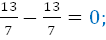 13/7 − 13/7 = 0;